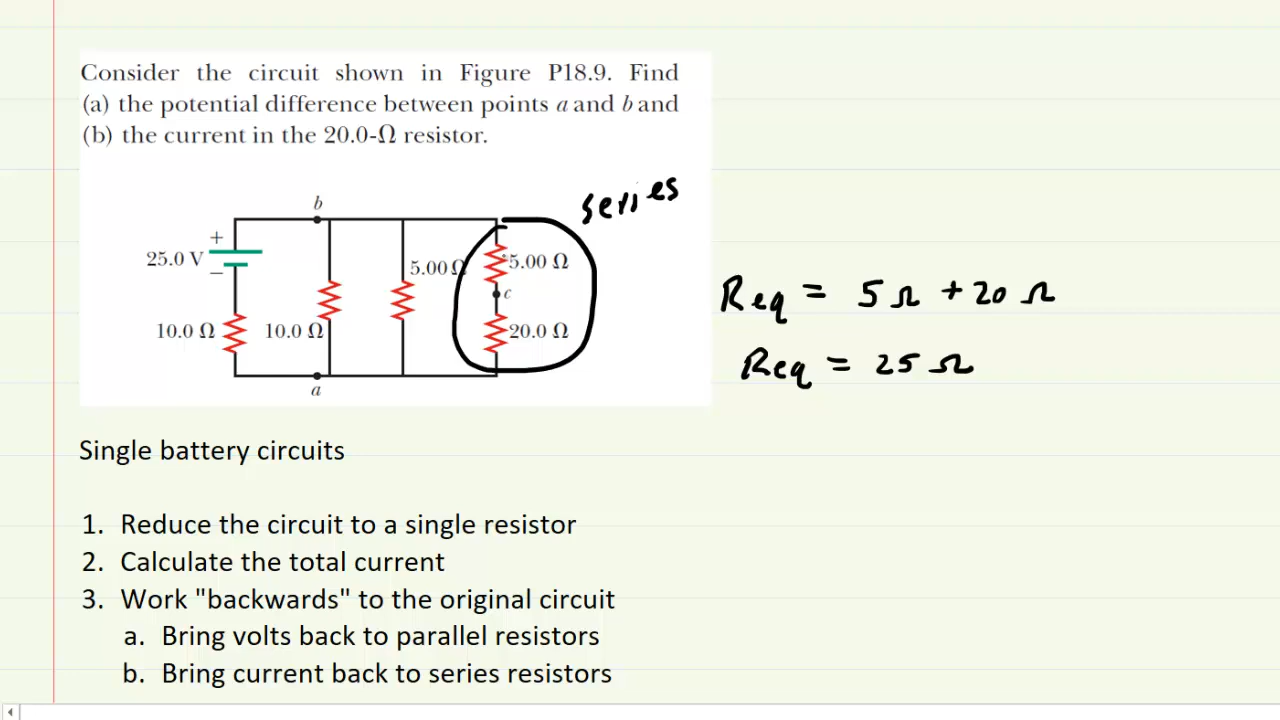 Consider the circuit shown in Figure P18.9. Find
(a) the potential difference between points a and b and
(b) the current in the 20.0-Ω resistor.
series
b
+
25.0 V
−
5.00 Ω
5.00 Ω
c
10.0 Ω
10.0 Ω
20.0 Ω
a
Req = 5 Ω + 20 Ω
Req = 25 Ω
Single battery circuits
1. Reduce the circuit to a single resistor
2. Calculate the total current
3. Work "backwards" to the original circuit
a. Bring volts back to parallel resistors
b. Bring current back to series resistors